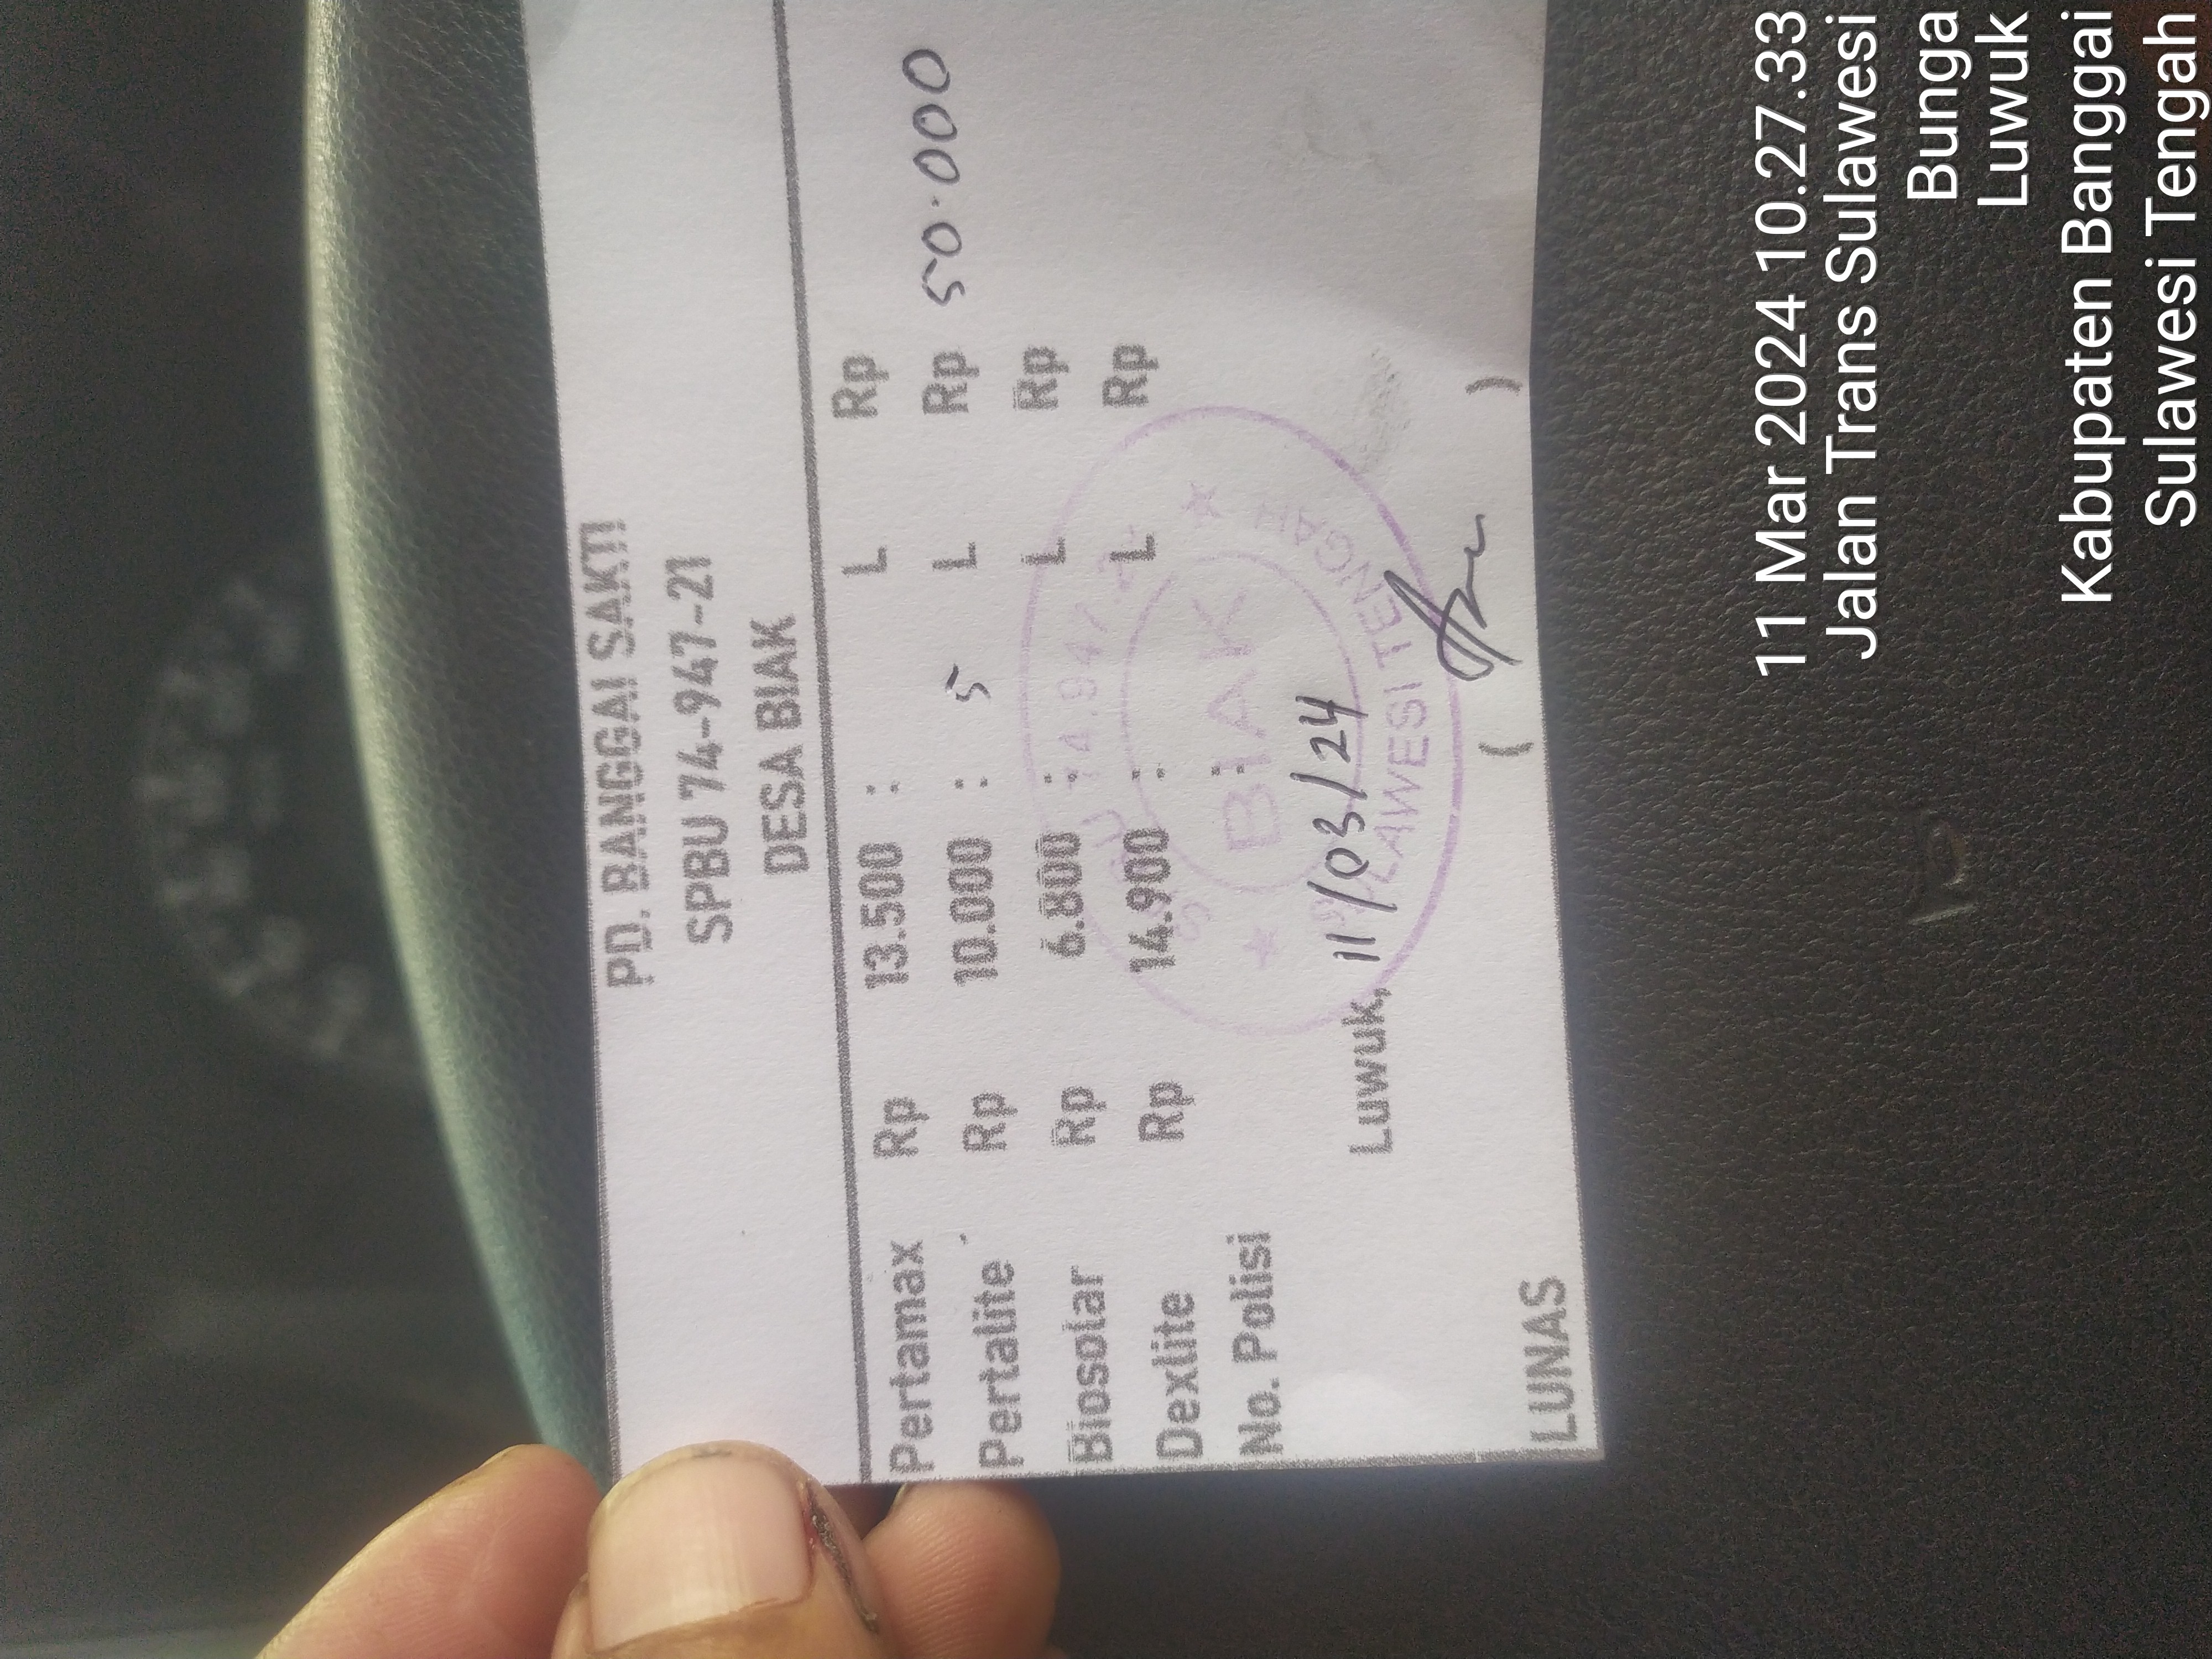 PD. BANGGAI SAKTI
SPBU 74-947-21
DESA BIAK
Pertamax Rp 13.500 : L Rp
Pertalite Rp 10.000 : 5 L Rp 50.000
Biosolar Rp 6.800 : L Rp
Dexlite Rp 14.900 : L Rp
No. Polisi :
Luwuk, 11/03/24
LUNAS ( )
74.947.21
BIAK
SULAWESI TENGAH
11 Mar 2024 10.27.33
Jalan Trans Sulawesi
Bunga
Luwuk
Kabupaten Banggai
Sulawesi Tengah